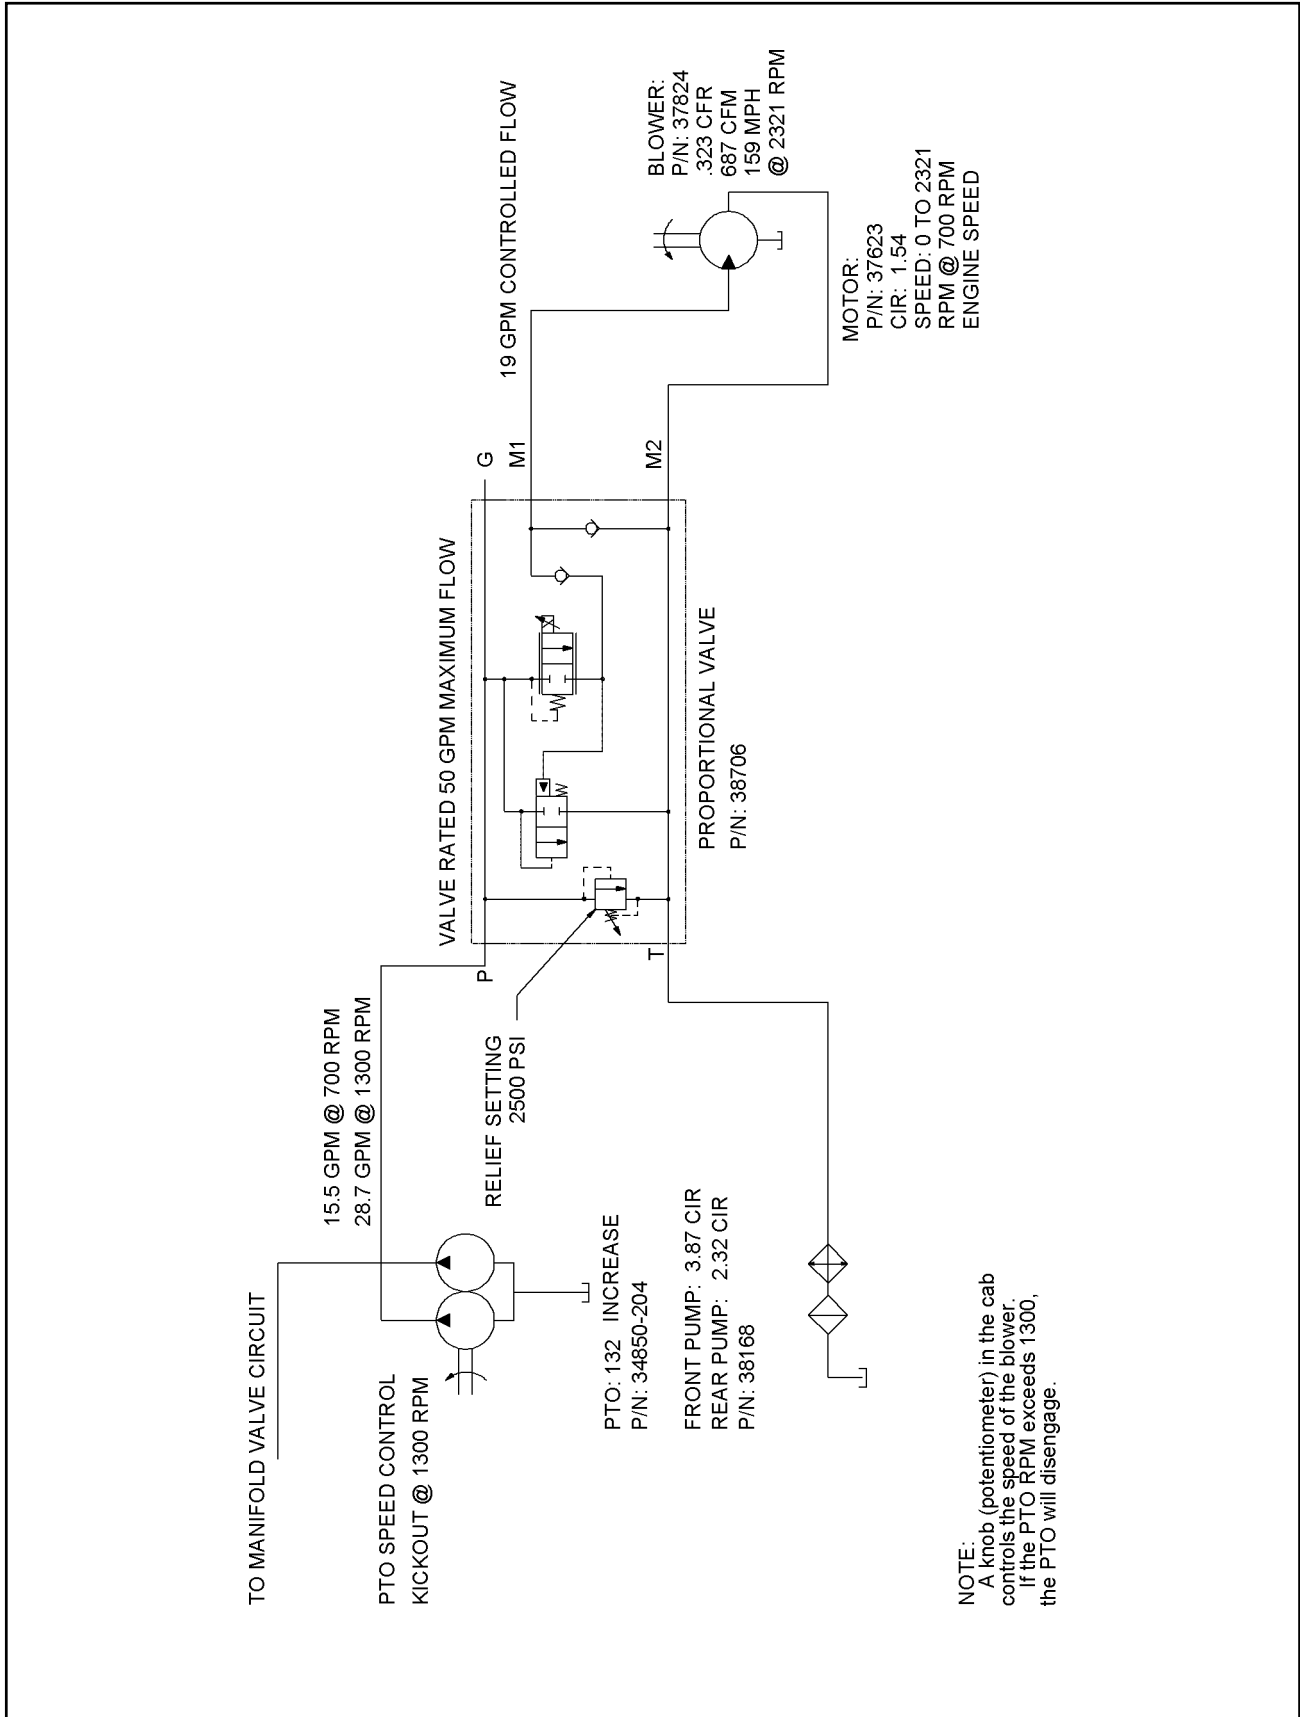 TO MANIFOLD VALVE CIRCUIT
15.5 GPM @ 700 RPM
28.7 GPM @ 1300 RPM
PTO SPEED CONTROL
KICKOUT @ 1300 RPM
VALVE RATED 50 GPM MAXIMUM FLOW
P
G
M1
19 GPM CONTROLLED FLOW
RELIEF SETTING
2500 PSI
T
M2
BLOWER:
P/N: 37824
.323 CFR
687 CFM
159 MPH
@ 2321 RPM
PTO: 132 INCREASE
P/N: 34850-204
FRONT PUMP: 3.87 CIR
REAR PUMP: 2.32 CIR
P/N: 38168
PROPORTIONAL VALVE
P/N: 38706
MOTOR:
P/N: 37623
CIR: 1.54
SPEED: 0 TO 2321
RPM @ 700 RPM
ENGINE SPEED
NOTE:
A knob (potentiometer) in the cab
controls the speed of the blower.
If the PTO RPM exceeds 1300,
the PTO will disengage.